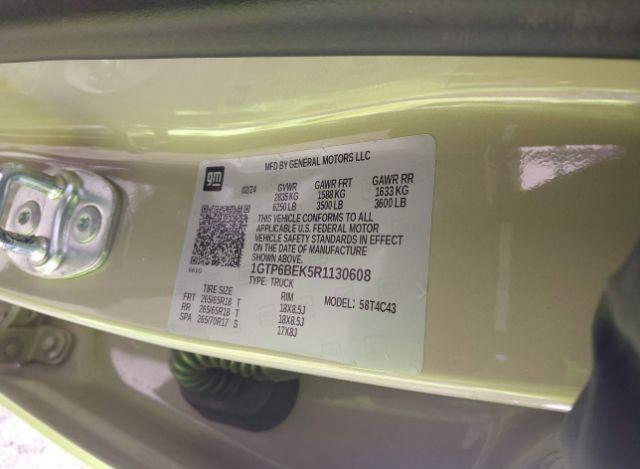 MFD BY GENERAL MOTORS LLC
gm
02/24 GVWR GAWR FRT GAWR RR
2835 KG 1588 KG 1633 KG
6250 LB 3500 LB 3600 LB
THIS VEHICLE CONFORMS TO ALL
APPLICABLE U.S. FEDERAL MOTOR
VEHICLE SAFETY STANDARDS IN EFFECT
ON THE DATE OF MANUFACTURE
SHOWN ABOVE.
1GTP6BEK5R1130608
TYPE: TRUCK
TIRE SIZE RIM MODEL: 58T4C43
FRT 265/65R18 T 18X8.5J
RR 265/65R18 T 18X8.5J
SPA 265/70R17 S 17X8J